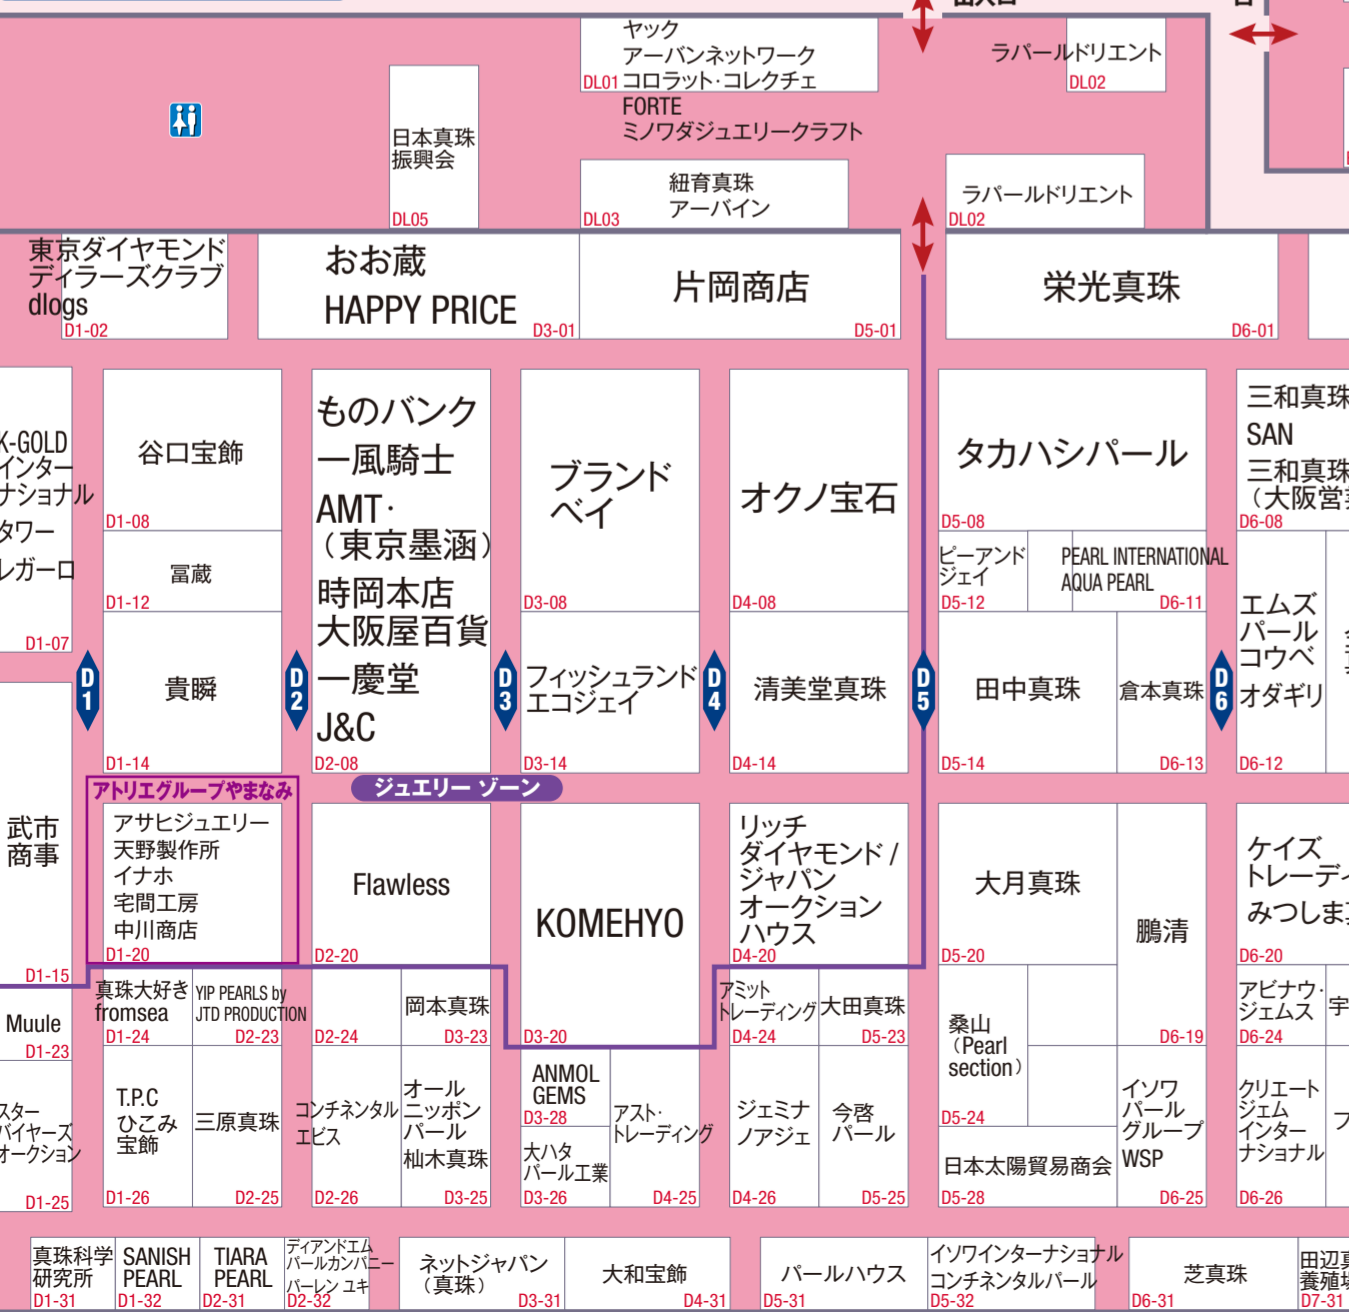 ヤック
アーバンネットワーク
DL01 コロラット・コレクチェ
FORTE
ミノワダジュエリークラフト
ラパールドリエント
DL02
日本真珠
振興会
DL05
紐育真珠
アーバイン
DL03
ラパールドリエント
DL02
東京ダイヤモンド
ディラーズクラブ
dlogs
D1-02
おお蔵
HAPPY PRICE
D3-01
片岡商店
D5-01
栄光真珠
D6-01
K-GOLD
インター
ナショナル
タワー
レガーロ
D1-07
谷口宝飾
D1-08
冨蔵
D1-12
貴瞬
D1-14
ものバンク
一風騎士
AMT・
（東京墨涵）
時岡本店
大阪屋百貨
一慶堂
J&C
D2-08
ブランド
ベイ
D3-08
フィッシュランド
エコジェイ
D3-14
オクノ宝石
D4-08
清美堂真珠
D4-14
タカハシパール
D5-08
ピーアンド
ジェイ
D5-12
PEARL INTERNATIONAL
AQUA PEARL
D6-11
田中真珠
D5-14
倉本真珠
D6-13
三和真珠
SAN
三和真珠
（大阪営
D6-08
エムズ
パール
コウベ
オダギリ
D6-12
D1
D2
D3
D4
D5
D6
ジュエリー ゾーン
武市
商事
D1-15
アトリエグループやまなみ
アサヒジュエリー
天野製作所
イナホ
宅間工房
中川商店
D1-20
Flawless
D2-20
KOMEHYO
D3-20
リッチ
ダイヤモンド /
ジャパン
オークション
ハウス
D4-20
大月真珠
D5-20
鵬清
D6-19
ケイズ
トレーデ
みつしま
D6-20
Muule
D1-23
真珠大好き
fromsea
D1-24
YIP PEARLS by
JTD PRODUCTION
D2-23
D2-24
岡本真珠
D3-23
アミット
トレーディング
D4-24
大田真珠
D5-23
桑山
（Pearl
section）
D5-24
アビナウ・
ジェムス
D6-24
宇
スター
バイヤーズ
オークション
D1-25
T.P.C
ひこみ
宝飾
D1-26
三原真珠
D2-25
コンチネンタル
エビス
D2-26
オール
ニッポン
パール
杣木真珠
D3-25
ANMOL
GEMS
D3-28
大ハタ
パール工業
D3-26
アスト・
トレーディング
D4-25
ジェミナ
ノアジェ
D4-26
今啓
パール
D5-25
日本太陽貿易商会
D5-28
イソワ
パール
グループ
WSP
D6-25
クリエート
ジェム
インター
ナショナル
D6-26
フ
真珠科学
研究所
D1-31
SANISH
PEARL
D1-32
TIARA
PEARL
D2-31
ディアンドエム
パールカンパニー
パーレン ユキ
D2-32
ネットジャパン
（真珠）
D3-31
大和宝飾
D4-31
パールハウス
D5-31
イソワインターナショナル
コンチネンタルパール
D5-32
芝真珠
D6-31
田辺真
養殖場
D7-31